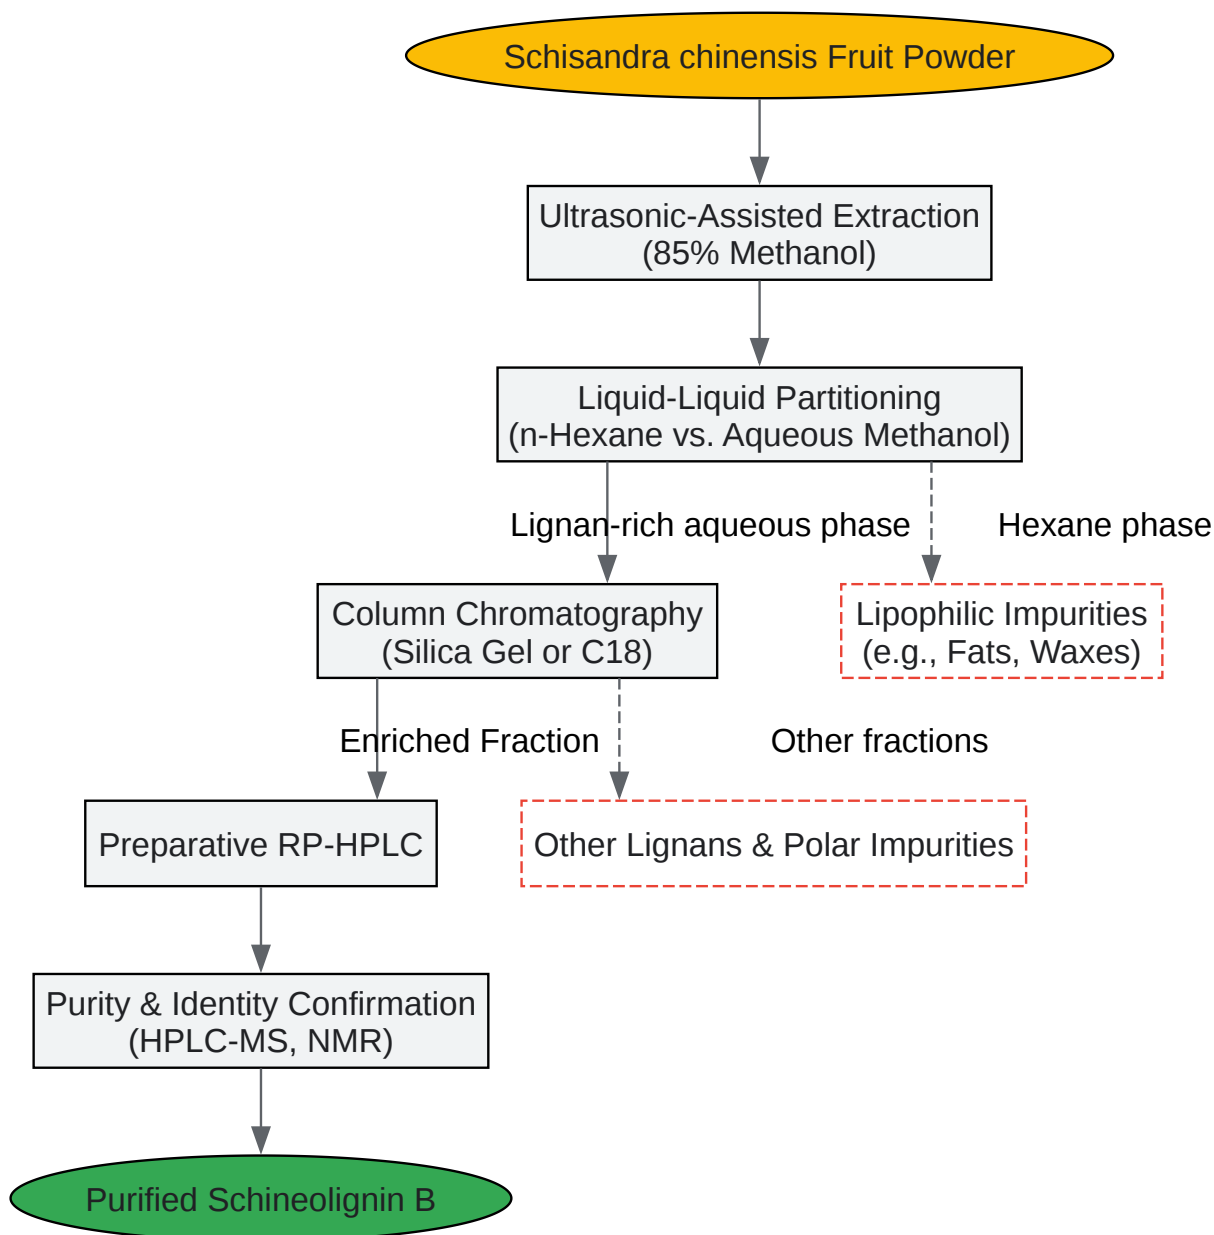 Schisandra chinensis Fruit Powder
Ultrasonic-Assisted Extraction
(85% Methanol)
Liquid-Liquid Partitioning
(n-Hexane vs. Aqueous Methanol)
Lignan-rich aqueous phase
Hexane phase
Column Chromatography
(Silica Gel or C18)
Lipophilic Impurities
(e.g., Fats, Waxes)
Enriched Fraction
Other fractions
Preparative RP-HPLC
Other Lignans & Polar Impurities
Purity & Identity Confirmation
(HPLC-MS, NMR)
Purified Schineolignin B